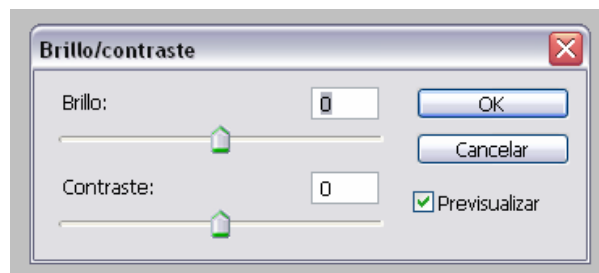 Brillo/contraste
Brillo: 0
OK
Cancelar
Contraste: 0
Previsualizar